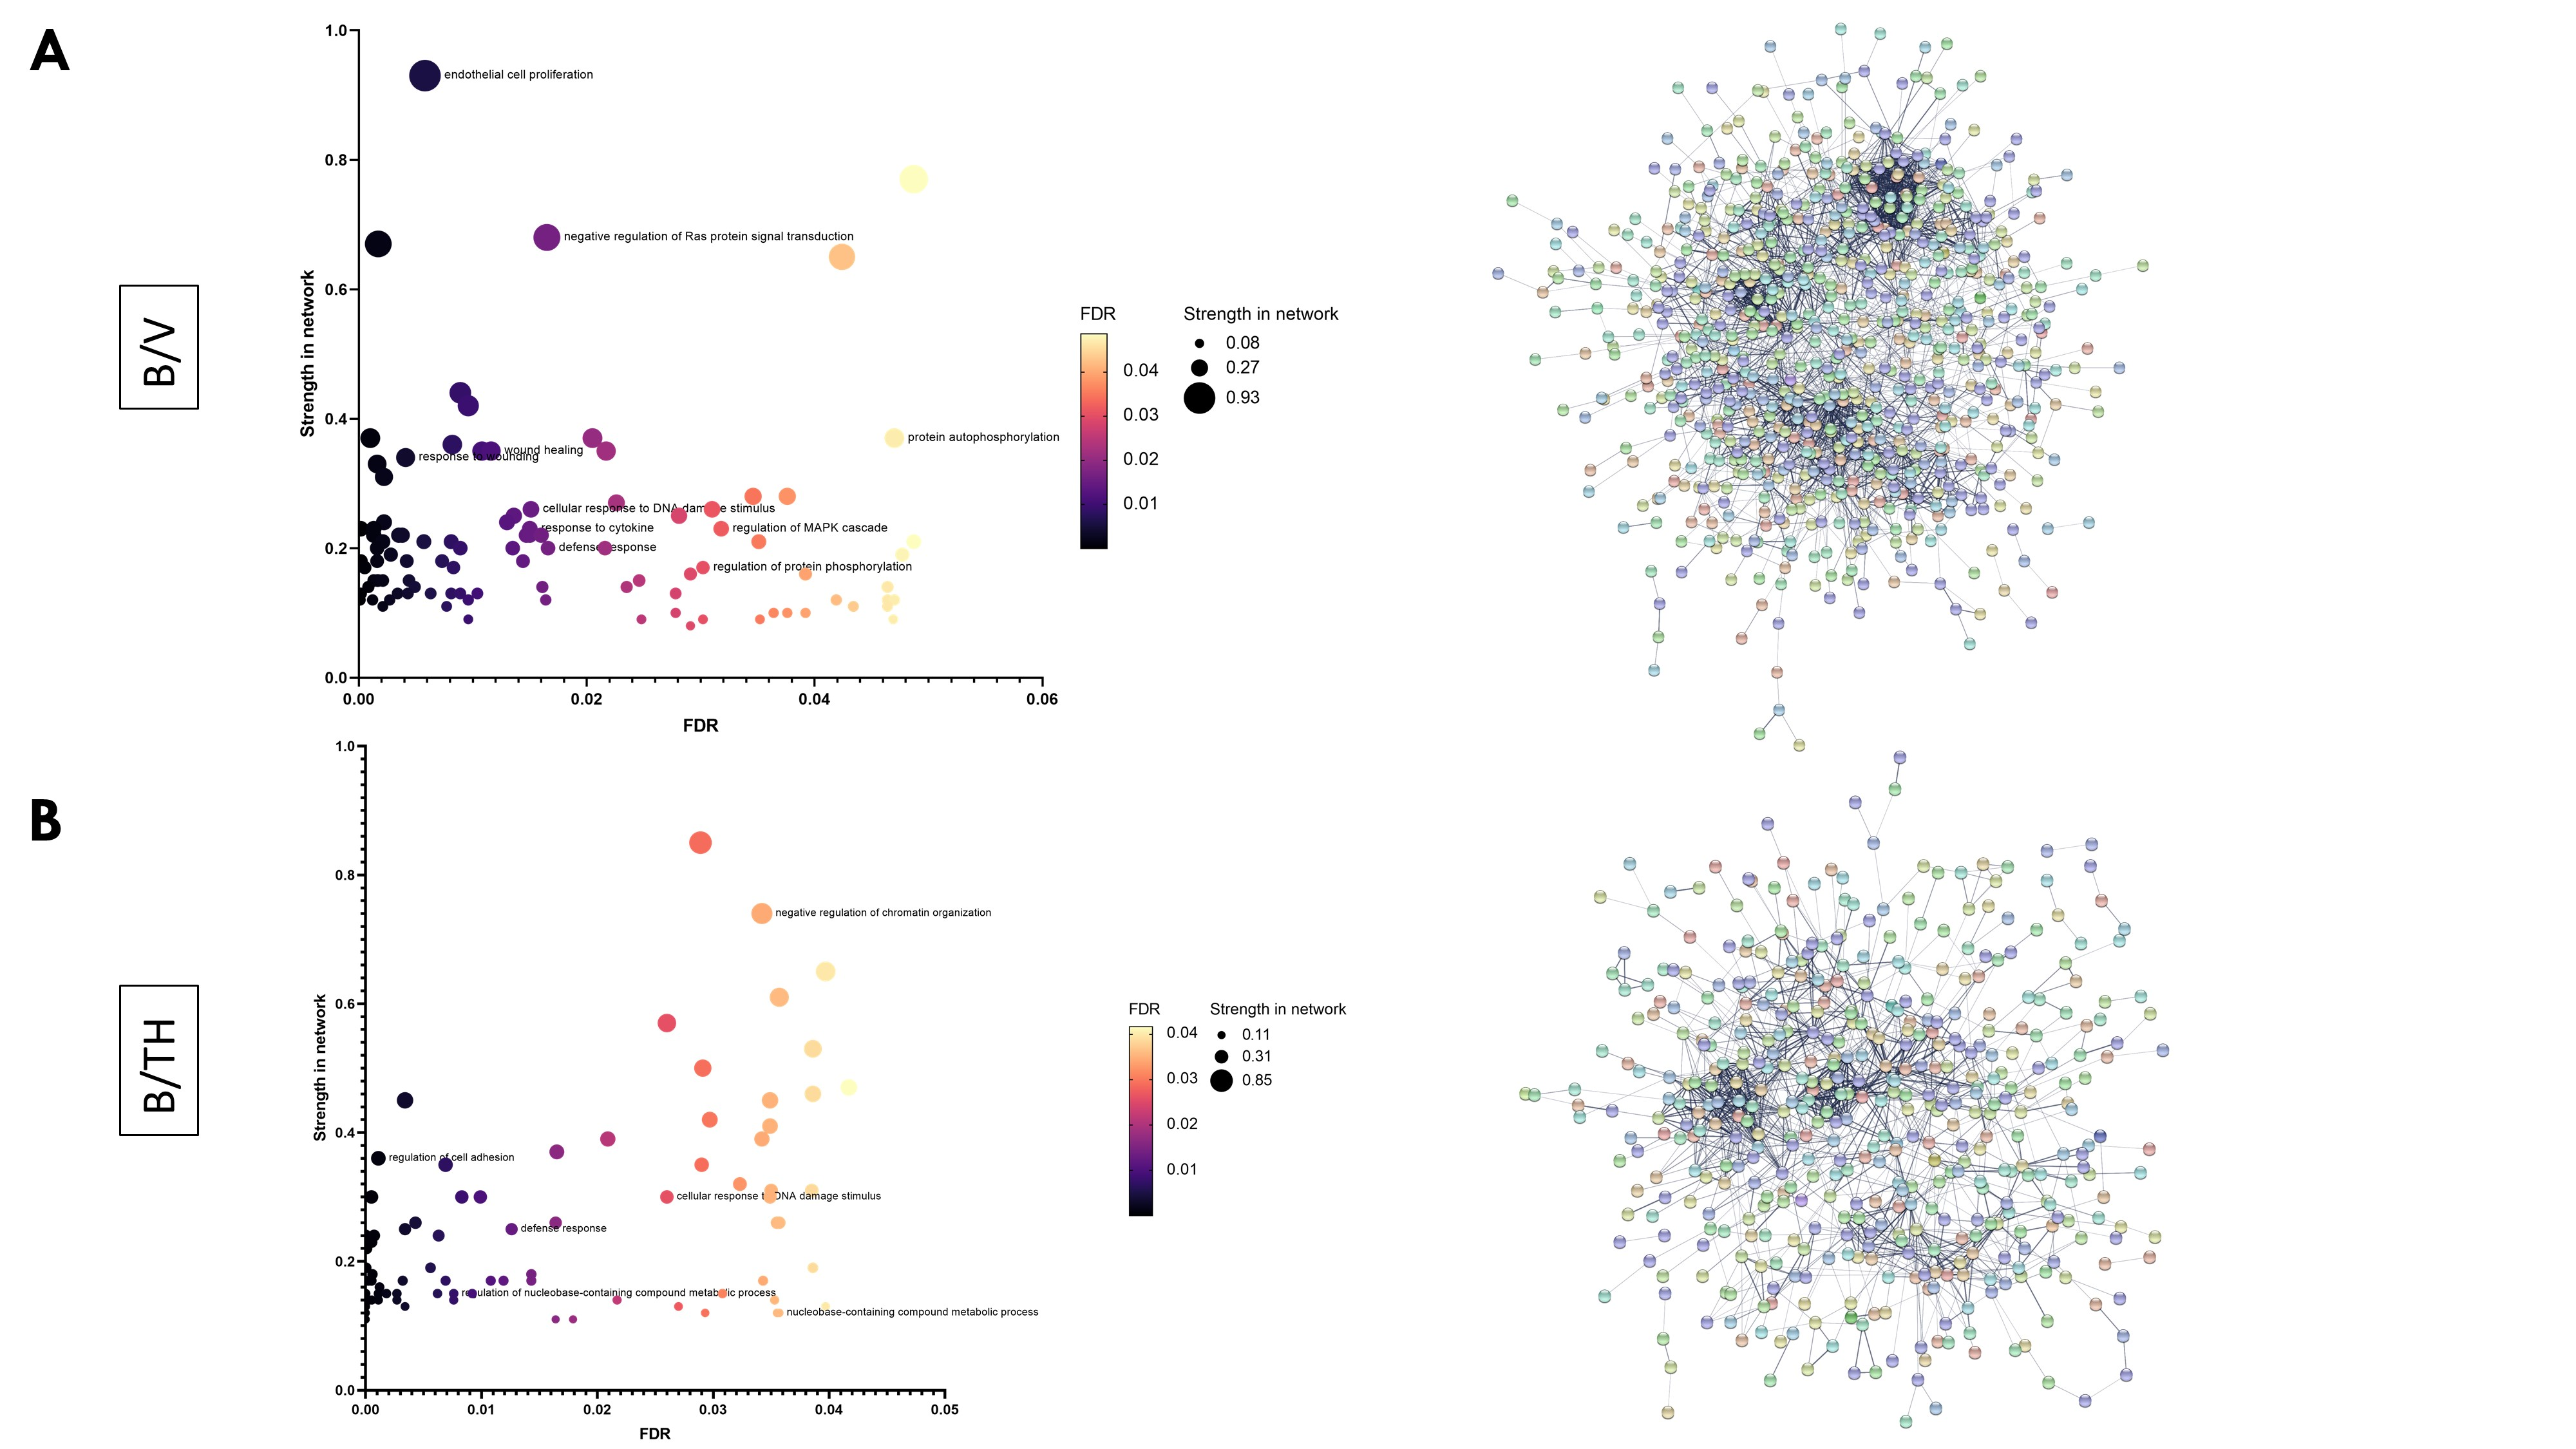 A
B/V
Strength in network
1.0
0.8
0.6
0.4
0.2
0.0
0.00
0.02
0.04
0.06
FDR
endothelial cell proliferation
negative regulation of Ras protein signal transduction
protein autophosphorylation
wound healing
response to wounding
cellular response to DNA damage stimulus
response to cytokine
regulation of MAPK cascade
defense response
regulation of protein phosphorylation
FDR
0.04
0.03
0.02
0.01
Strength in network
0.08
0.27
0.93
B
B/TH
Strength in network
1.0
0.8
0.6
0.4
0.2
0.0
0.00
0.01
0.02
0.03
0.04
0.05
FDR
negative regulation of chromatin organization
regulation of cell adhesion
cellular response to DNA damage stimulus
defense response
regulation of nucleobase-containing compound metabolic process
nucleobase-containing compound metabolic process
FDR
0.04
0.03
0.02
0.01
Strength in network
0.11
0.31
0.85